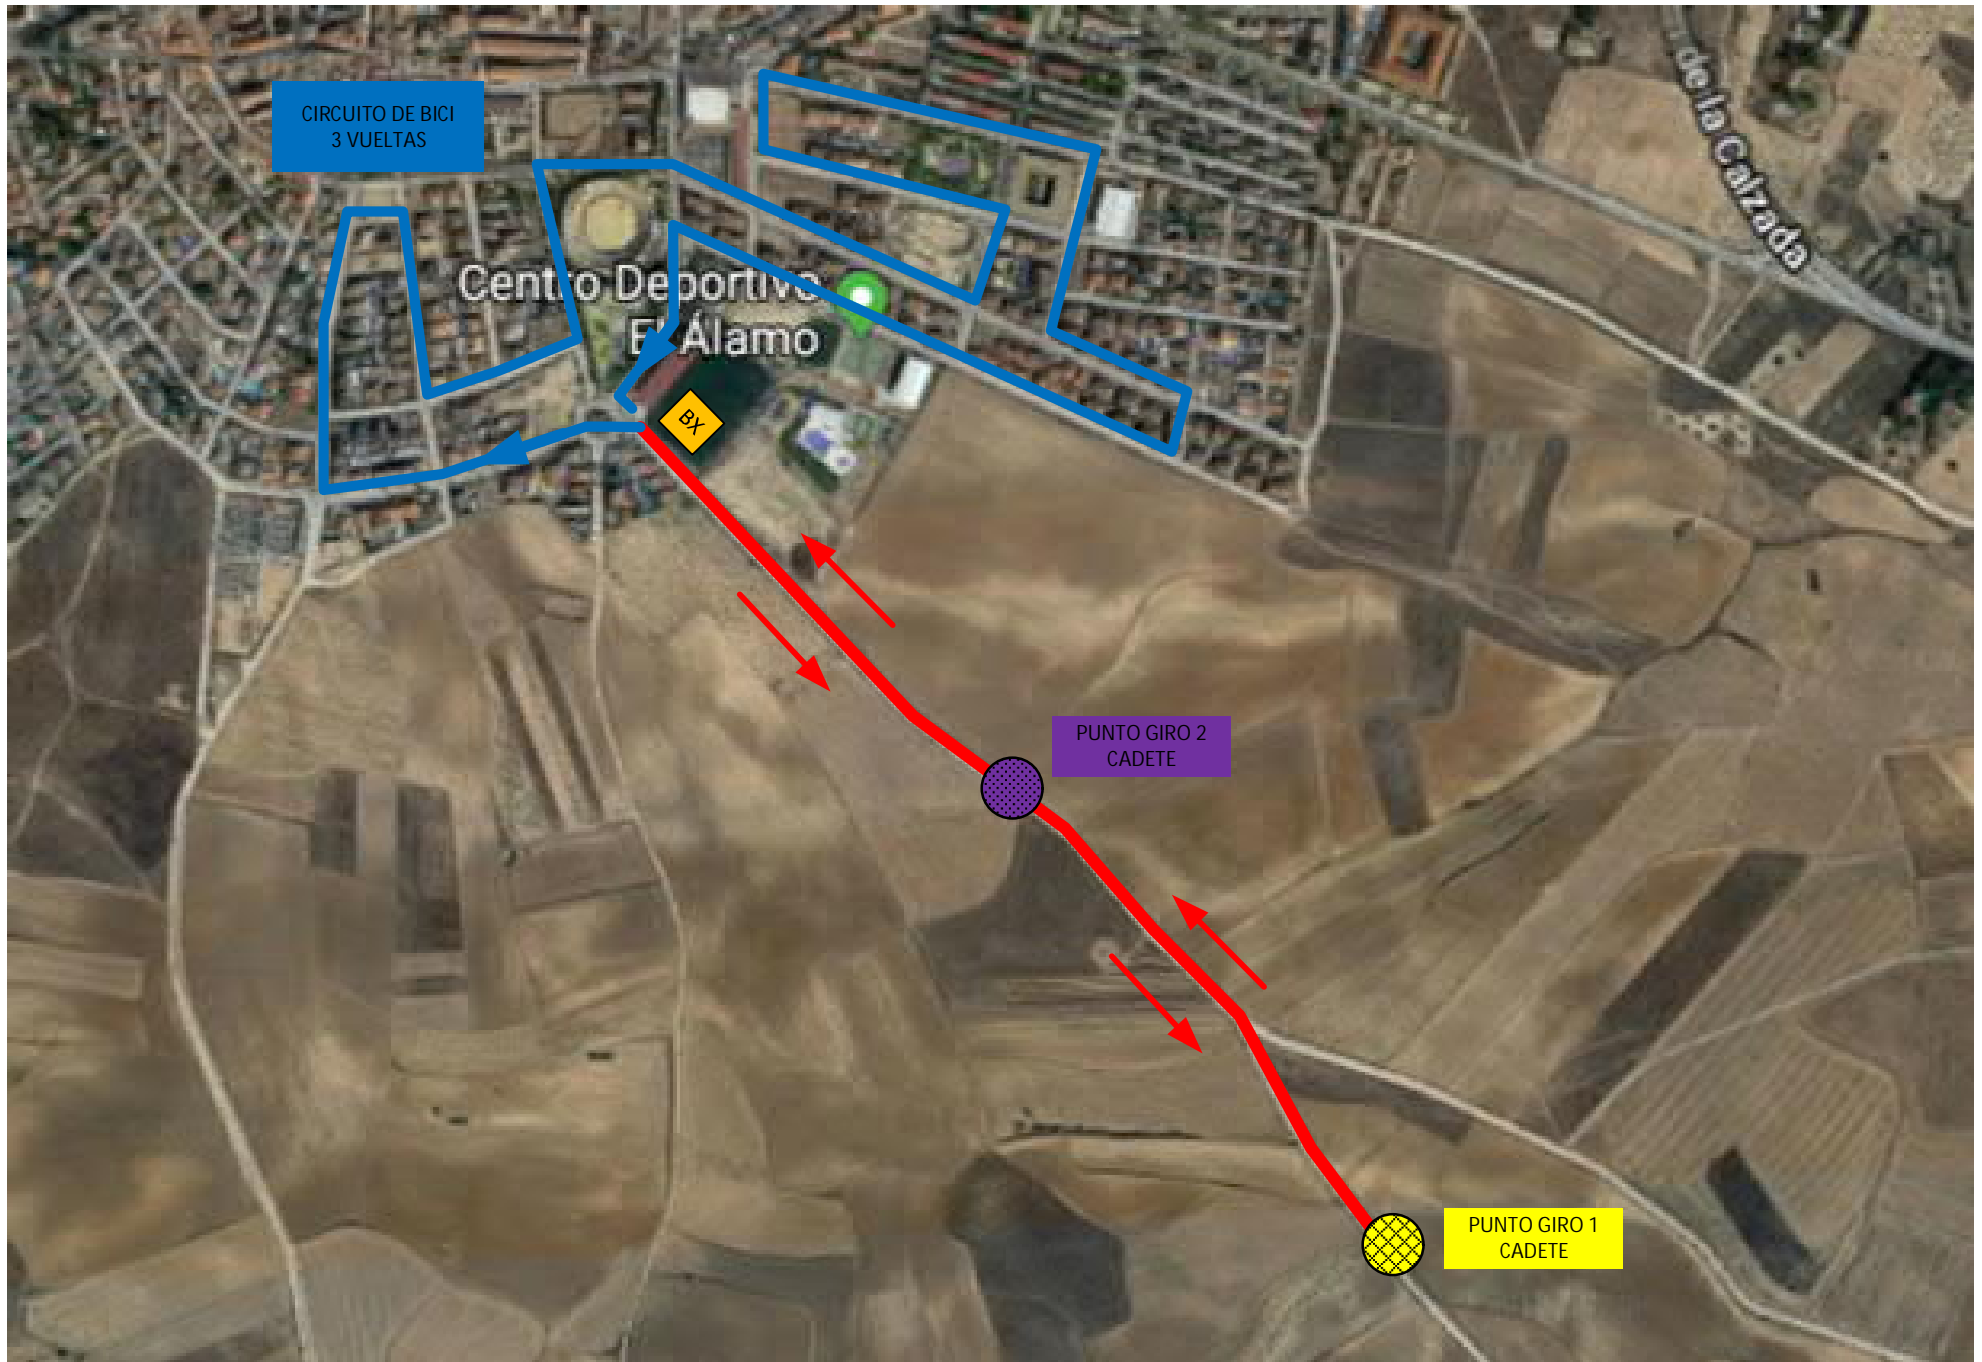 de la Calzada
CIRCUITO DE BICI
3 VUELTAS
Centro Deportivo
El Álamo
BX
PUNTO GIRO 2
CADETE
PUNTO GIRO 1
CADETE